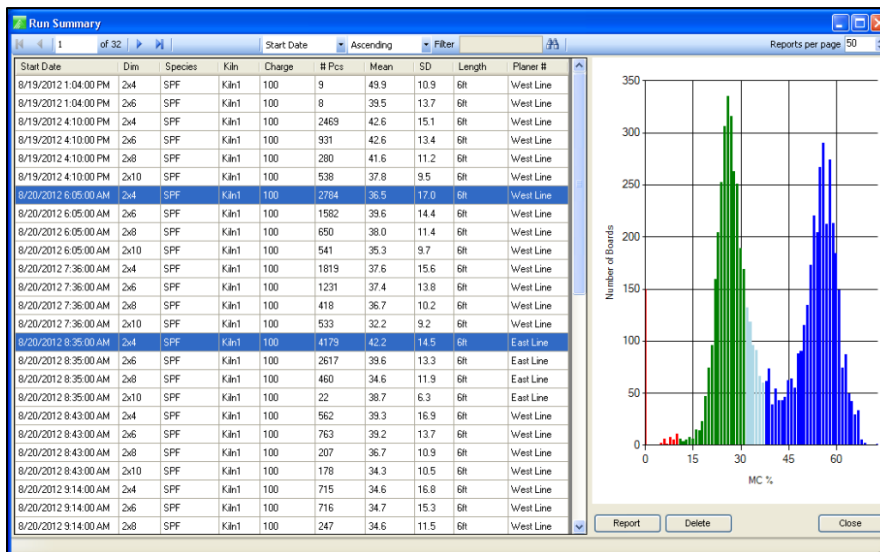 Run Summary
1 of 32 Start Date Ascending Filter Reports per page 50
Start Date Dim Species Kiln Charge # Pcs Mean SD Length Planer #
8/19/2012 1:04:00 PM 2x4 SPF Kiln1 100 9 49.9 10.9 6ft West Line
8/19/2012 1:04:00 PM 2x6 SPF Kiln1 100 8 39.5 13.7 6ft West Line
8/19/2012 4:10:00 PM 2x4 SPF Kiln1 100 2469 42.6 15.1 6ft West Line
8/19/2012 4:10:00 PM 2x6 SPF Kiln1 100 931 42.6 13.4 6ft West Line
8/19/2012 4:10:00 PM 2x8 SPF Kiln1 100 280 41.6 11.2 6ft West Line
8/19/2012 4:10:00 PM 2x10 SPF Kiln1 100 538 37.8 9.5 6ft West Line
8/20/2012 6:05:00 AM 2x4 SPF Kiln1 100 2784 36.5 17.0 6ft West Line
8/20/2012 6:05:00 AM 2x6 SPF Kiln1 100 1582 39.6 14.4 6ft West Line
8/20/2012 6:05:00 AM 2x8 SPF Kiln1 100 650 38.0 11.4 6ft West Line
8/20/2012 6:05:00 AM 2x10 SPF Kiln1 100 541 35.3 9.7 6ft West Line
8/20/2012 7:36:00 AM 2x4 SPF Kiln1 100 1819 37.6 15.6 6ft West Line
8/20/2012 7:36:00 AM 2x6 SPF Kiln1 100 1231 37.4 13.8 6ft West Line
8/20/2012 7:36:00 AM 2x8 SPF Kiln1 100 418 36.7 10.2 6ft West Line
8/20/2012 7:36:00 AM 2x10 SPF Kiln1 100 533 32.2 9.2 6ft West Line
8/20/2012 8:35:00 AM 2x4 SPF Kiln1 100 4179 42.2 14.5 6ft East Line
8/20/2012 8:35:00 AM 2x6 SPF Kiln1 100 2617 39.6 13.3 6ft East Line
8/20/2012 8:35:00 AM 2x8 SPF Kiln1 100 460 34.6 11.9 6ft East Line
8/20/2012 8:35:00 AM 2x10 SPF Kiln1 100 22 38.7 6.3 6ft East Line
8/20/2012 8:43:00 AM 2x4 SPF Kiln1 100 562 39.3 16.9 6ft West Line
8/20/2012 8:43:00 AM 2x6 SPF Kiln1 100 763 39.2 13.7 6ft West Line
8/20/2012 8:43:00 AM 2x8 SPF Kiln1 100 207 36.7 10.9 6ft West Line
8/20/2012 8:43:00 AM 2x10 SPF Kiln1 100 178 34.3 10.5 6ft West Line
8/20/2012 9:14:00 AM 2x4 SPF Kiln1 100 715 34.6 16.8 6ft West Line
8/20/2012 9:14:00 AM 2x6 SPF Kiln1 100 716 34.7 15.3 6ft West Line
8/20/2012 9:14:00 AM 2x8 SPF Kiln1 100 247 34.6 11.5 6ft West Line
350
300
250
200
150
100
50
0
Number of Boards
0 15 30 45 60
MC %
Report Delete Close